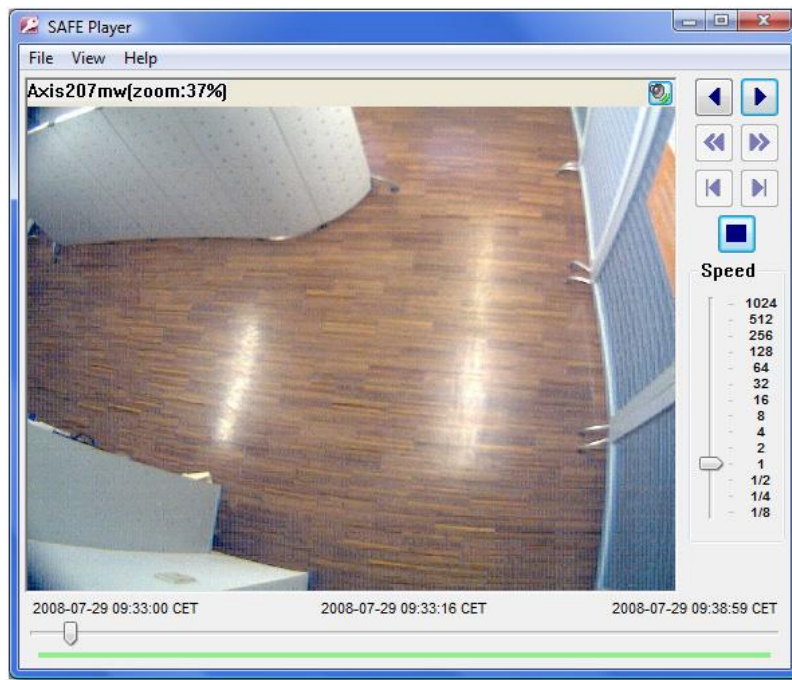 SAFE Player
File View Help
Axis207mw(zoom:37%)
Speed
1024
512
256
128
64
32
16
8
4
2
1
1/2
1/4
1/8
2008-07-29 09:33:00 CET 2008-07-29 09:33:16 CET 2008-07-29 09:38:59 CET